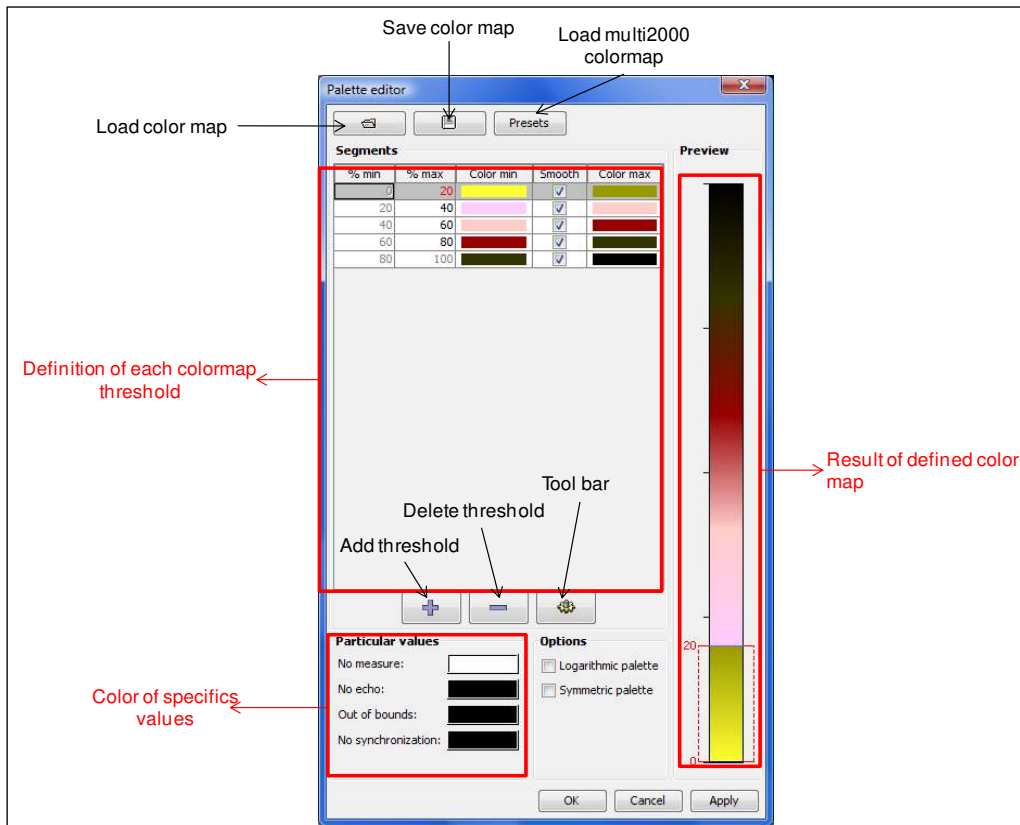 Save color map
Load multi2000
colormap
Palette editor
Load color map
Presets
Segments
Preview
% min % max Color min Smooth Color max
0 20
20 40
40 60
60 80
80 100
Definition of each colormap
threshold
Result of defined color
map
Tool bar
Delete threshold
Add threshold
20
0
Particular values
No measure:
No echo:
Out of bounds:
No synchronization:
Options
Logarithmic palette
Symmetric palette
Color of specifics
values
OK Cancel Apply